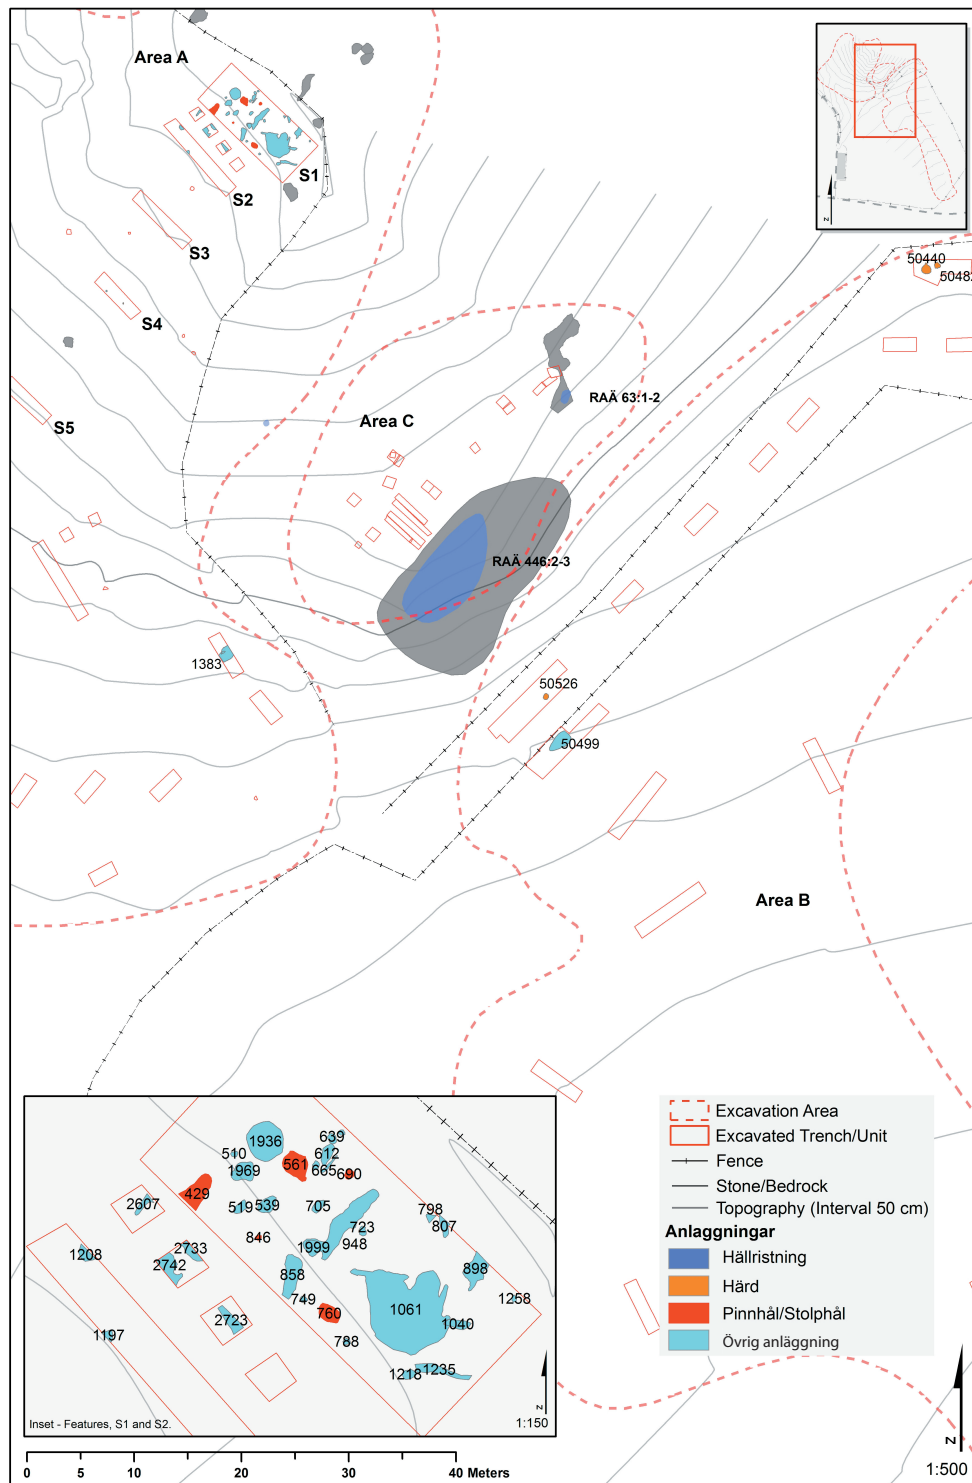 Area A
S1
S2
S3
S4
S5
Z
50440
5048
RAÄ 63:1-2
Area C
RAÄ 446:2-3
1383
50526
50499
Area B
Excavation Area
Excavated Trench/Unit
Fence
Stone/Bedrock
Topography (Interval 50 cm)
Anlaggningar
Hällristning
Härd
Pinnhål/Stolphål
Övrig anläggning
639
1936
510
612
561
1969
665
690
429
2607
519
539
705
798
723
807
846
948
1999
1208
2733
2742
858
898
749
1258
760
1061
2723
1040
1197
788
1218
1235
Z
Inset - Features, S1 and S2.
1:150
Z
1:500
0 5 10 20 30 40 Meters